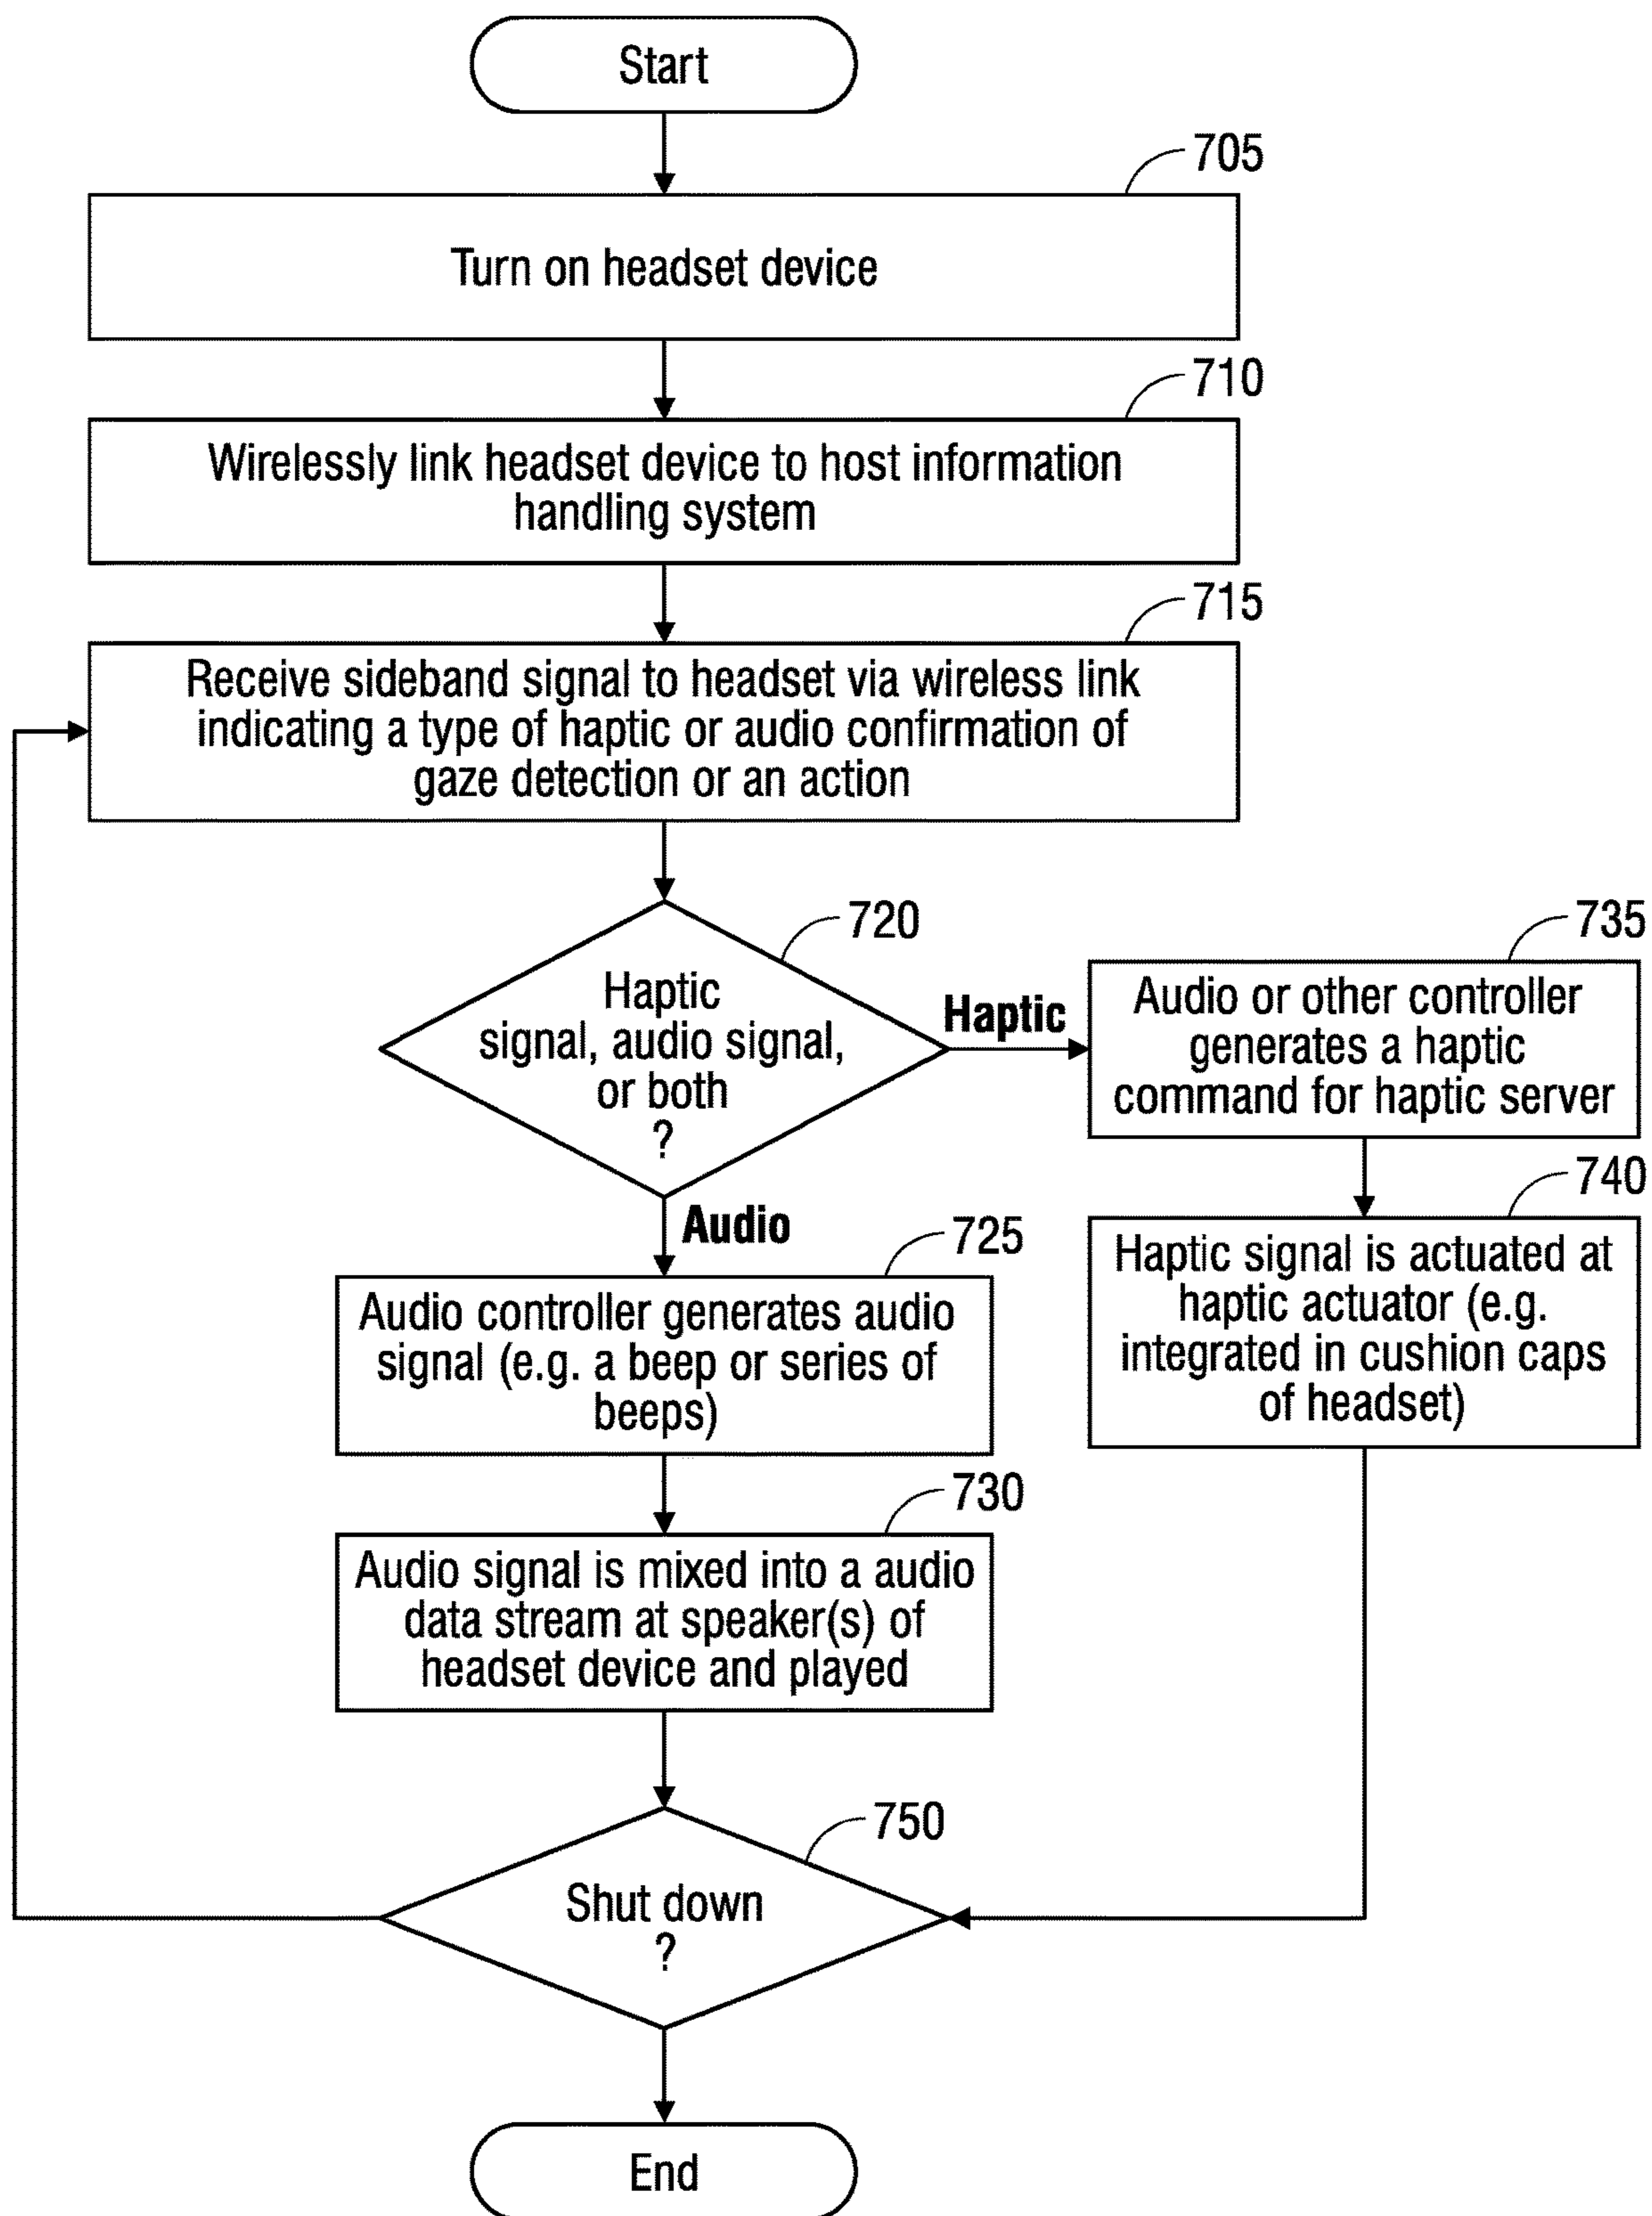 Start
705
Turn on headset device
710
Wirelessly link headset device to host information
handling system
715
Receive sideband signal to headset via wireless link
indicating a type of haptic or audio confirmation of
gaze detection or an action
720
Haptic
signal, audio signal,
or both
?
Haptic
735
Audio or other controller
generates a haptic
command for haptic server
740
Haptic signal is actuated at
haptic actuator (e.g.
integrated in cushion caps
of headset)
Audio
725
Audio controller generates audio
signal (e.g. a beep or series of
beeps)
730
Audio signal is mixed into a audio
data stream at speaker(s) of
headset device and played
750
Shut down
?
End